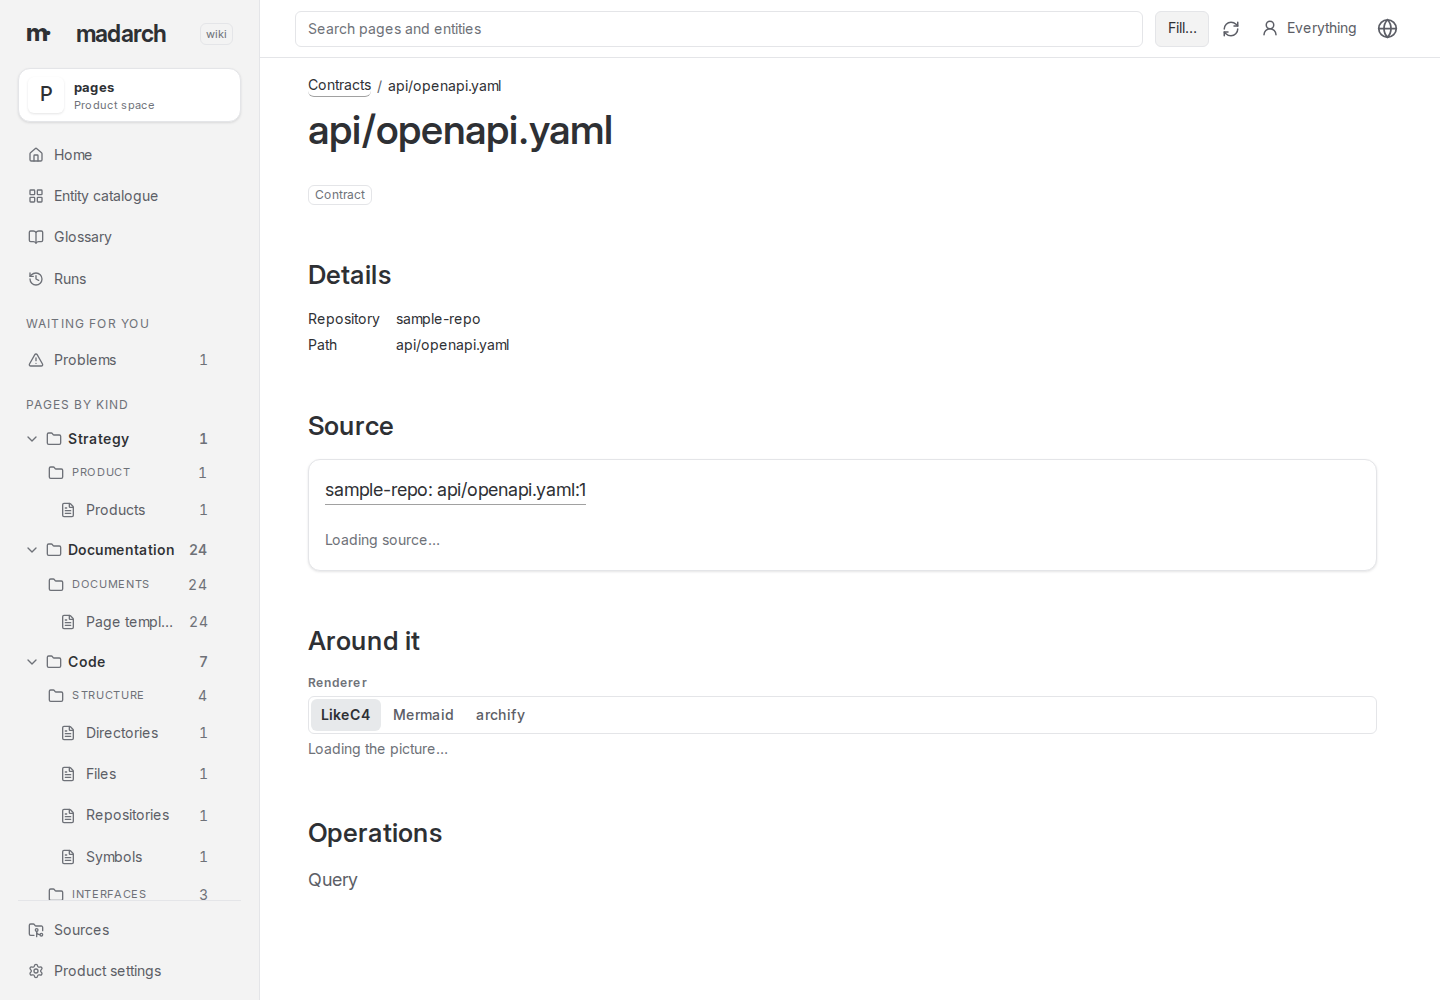 m· madarch wiki
P pages
Product space
Home
Entity catalogue
Glossary
Runs
WAITING FOR YOU
Problems 1
PAGES BY KIND
Strategy 1
PRODUCT 1
Products 1
Documentation 24
DOCUMENTS 24
Page templ... 24
Code 7
STRUCTURE 4
Directories 1
Files 1
Repositories 1
Symbols 1
INTERFACES 3
Sources
Product settings
Search pages and entities Fill... Everything
Contracts / api/openapi.yaml
api/openapi.yaml
Contract
Details
Repository sample-repo
Path api/openapi.yaml
Source
sample-repo: api/openapi.yaml:1
Loading source...
Around it
Renderer
LikeC4 Mermaid archify
Loading the picture...
Operations
Query